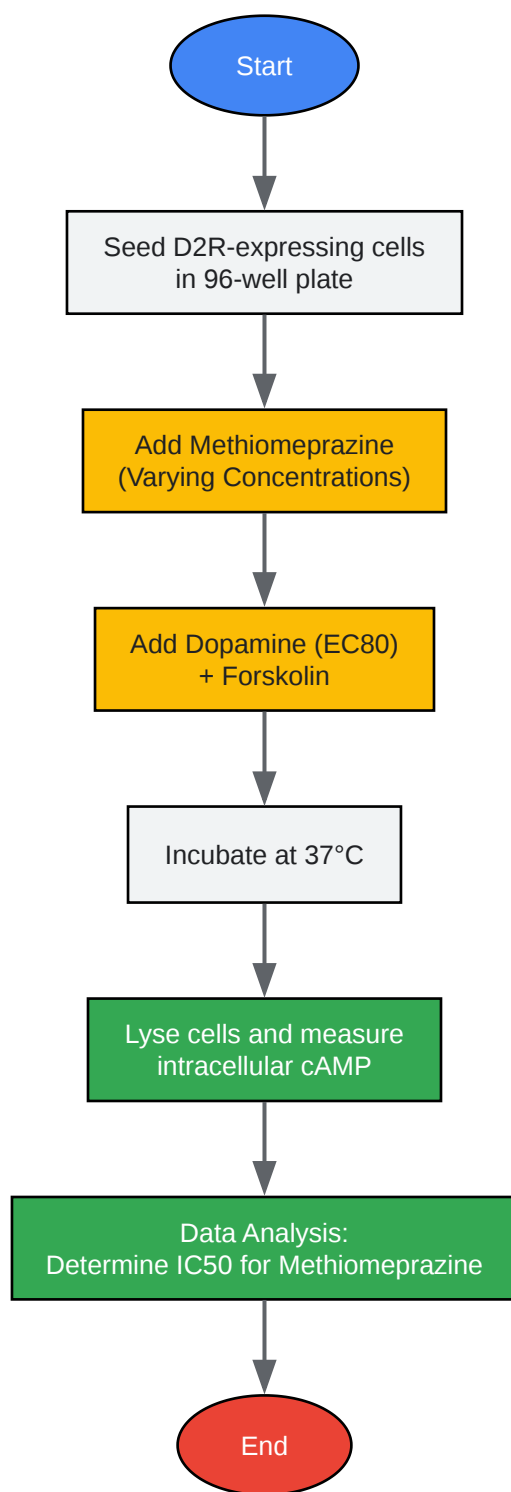 Start
Seed D2R-expressing cells
in 96-well plate
Add Methiomeprazine
(Varying Concentrations)
Add Dopamine (EC80)
+ Forskolin
Incubate at 37°C
Lyse cells and measure
intracellular cAMP
Data Analysis:
Determine IC50 for Methiomeprazine
End